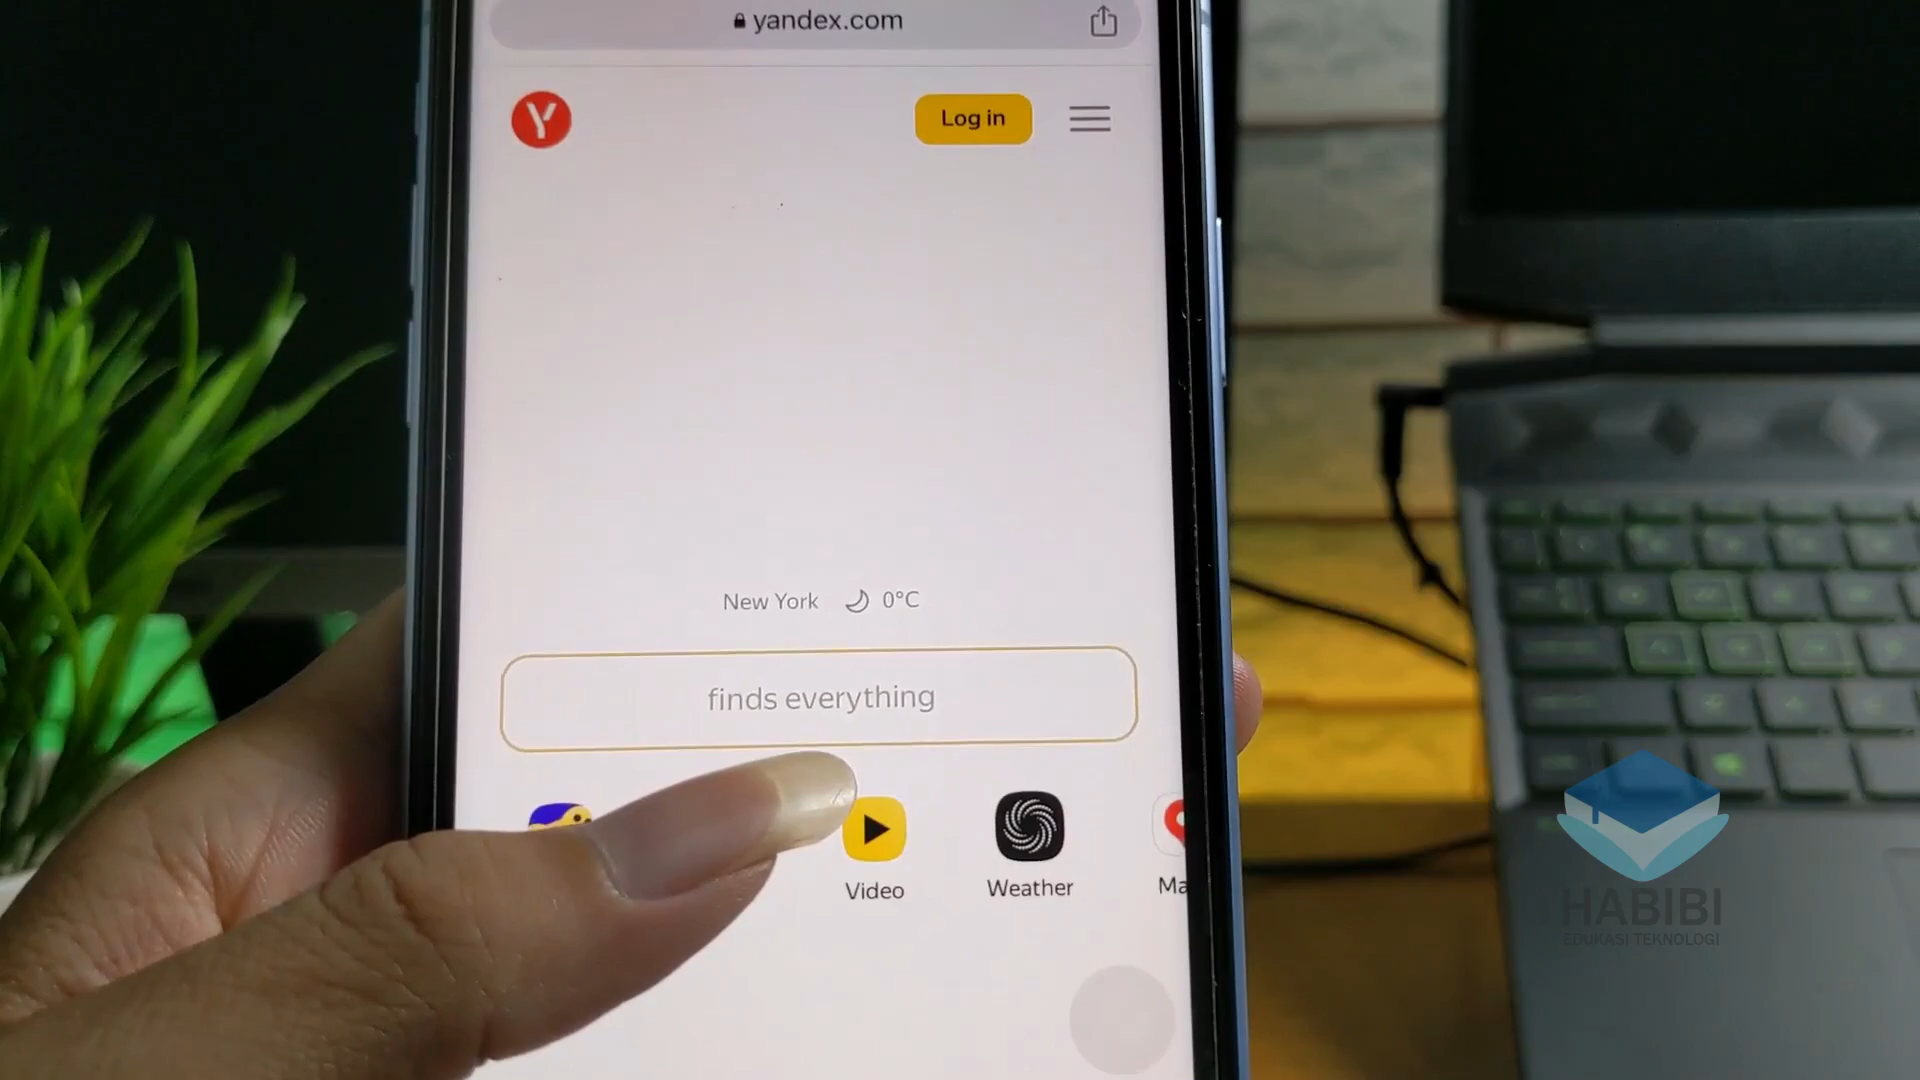 yandex.com
Log in
New York 0°C
finds everything
Video
Weather
Ma
HABIBI
EDUKASI TEKNOLOGI